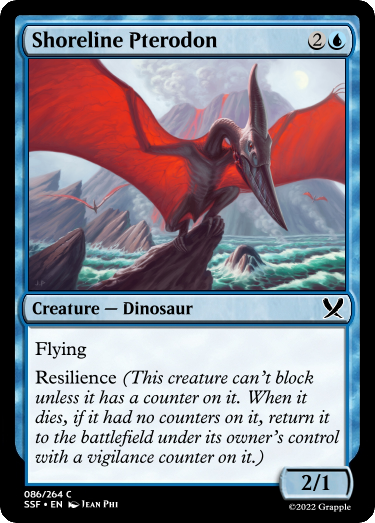 Shoreline Pterodon 2
Creature — Dinosaur
Flying
Resilience (This creature can't block
unless it has a counter on it. When it
dies, if it had no counters on it, return it
to the battlefield under its owner's control
with a vigilance counter on it.)
2/1
086/264 C
SSF • EN Jean Phi
©2022 Grapple